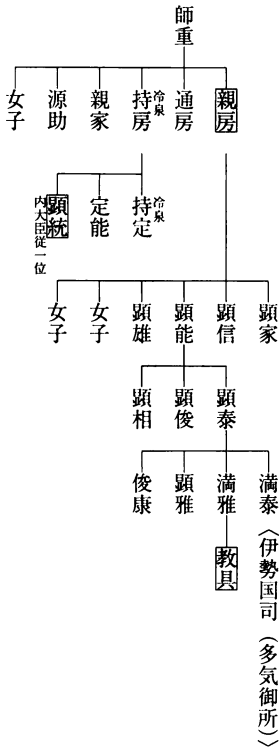 師重
親房
通房
冷泉
持房
親家
源助
女子
冷泉
持定
定能
顕統
内大臣従一位
顕家
顕信
顕能
顕雄
女子
女子
顕泰
顕俊
顕相
満泰〈伊勢国司（多気御所）〉
満雅
顕雅
俊康
教具